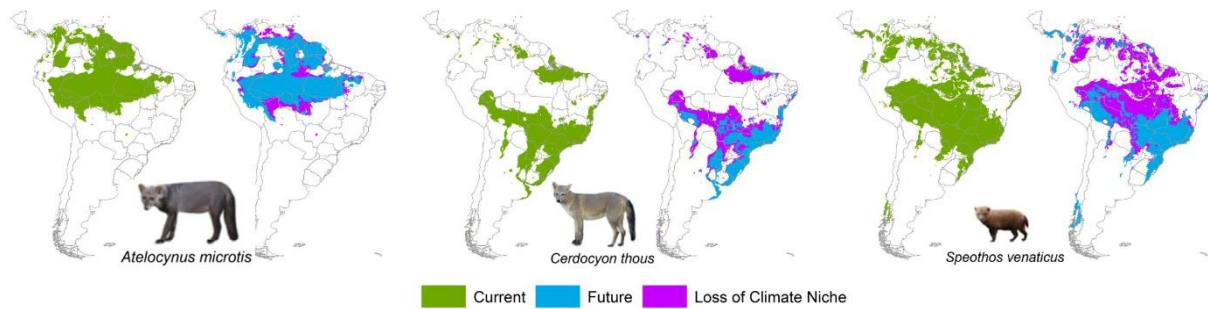 Atelocynus microtis
Cerdocyon thous
Speothos venaticus
Current Future Loss of Climate Niche